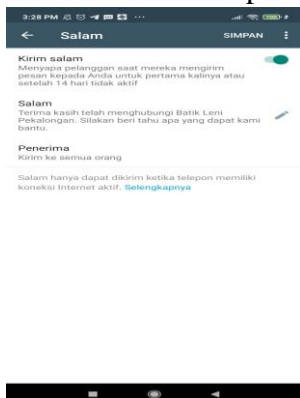 3:28 PM
Salam
SIMPAN
Kirim salam
Menyapa pelanggan saat mereka mengirim
pesan kepada Anda untuk pertama kalinya atau
setelah 14 hari tidak aktif
Salam
Terima kasih telah menghubungi Batik Leni
Pekalongan. Silakan beri tahu apa yang dapat kami
bantu.
Penerima
Kirim ke semua orang
Salam hanya dapat dikirim ketika telepon memiliki
koneksi Internet aktif. Selengkapnya